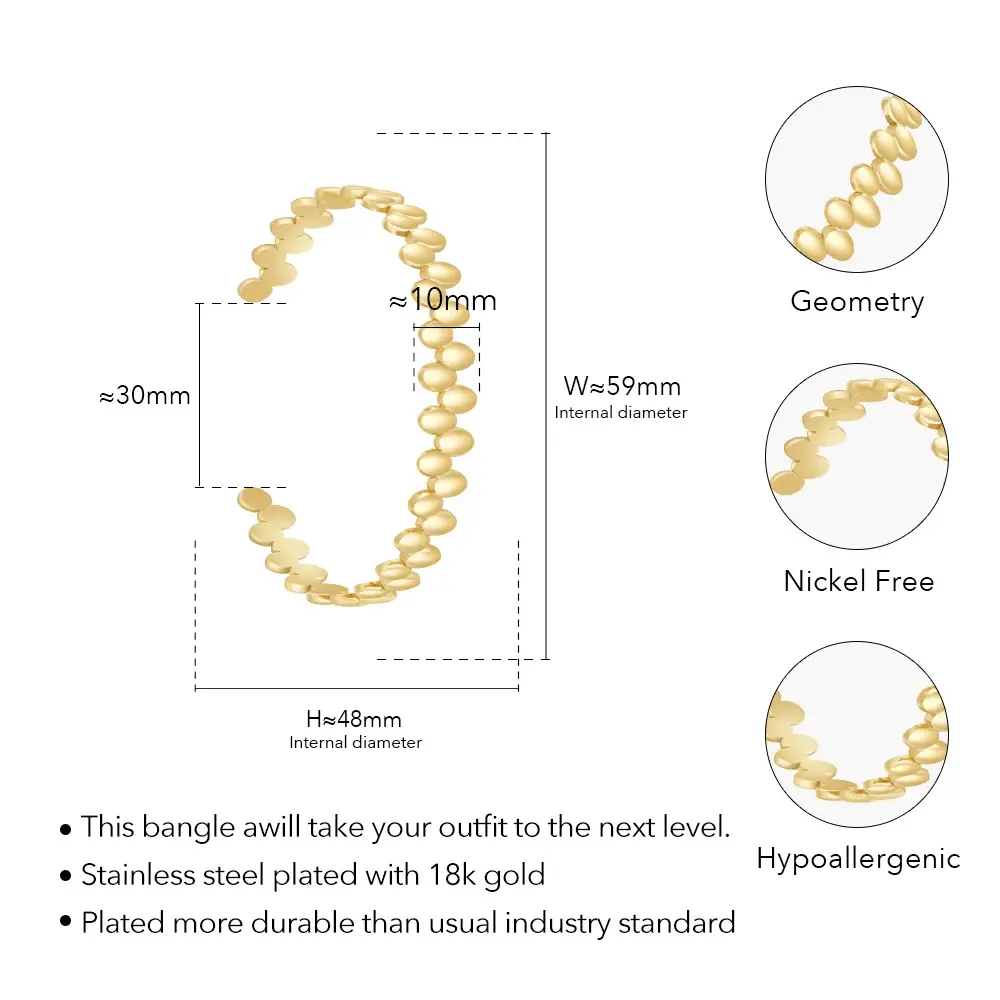 ≈10mm
≈30mm
W≈59mm
Internal diameter
H≈48mm
Internal diameter
Geometry
Nickel Free
Hypoallergenic
• This bangle awill take your outfit to the next level.
• Stainless steel plated with 18k gold
• Plated more durable than usual industry standard